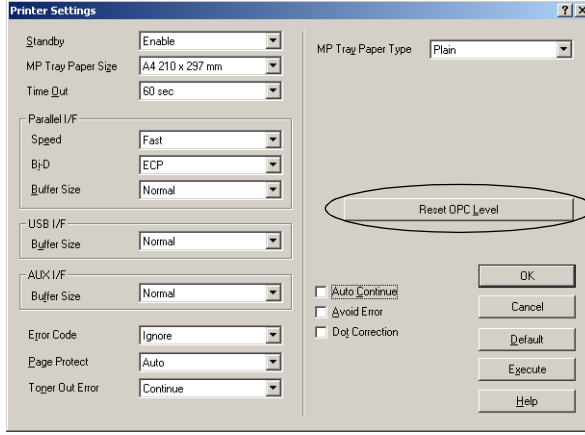 Printer Settings
Standby
Enable
MP Tray Paper Size
A4 210 x 297 mm
Time Out
60 sec
Parallel I/F
Speed
Fast
Bi-D
ECP
Buffer Size
Normal
USB I/F
Buffer Size
Normal
AUX I/F
Buffer Size
Normal
Error Code
Ignore
Page Protect
Auto
Toner Out Error
Continue
MP Tray Paper Type
Plain
Reset OPC Level
Auto Continue
Avoid Error
Dot Correction
OK
Cancel
Default
Execute
Help